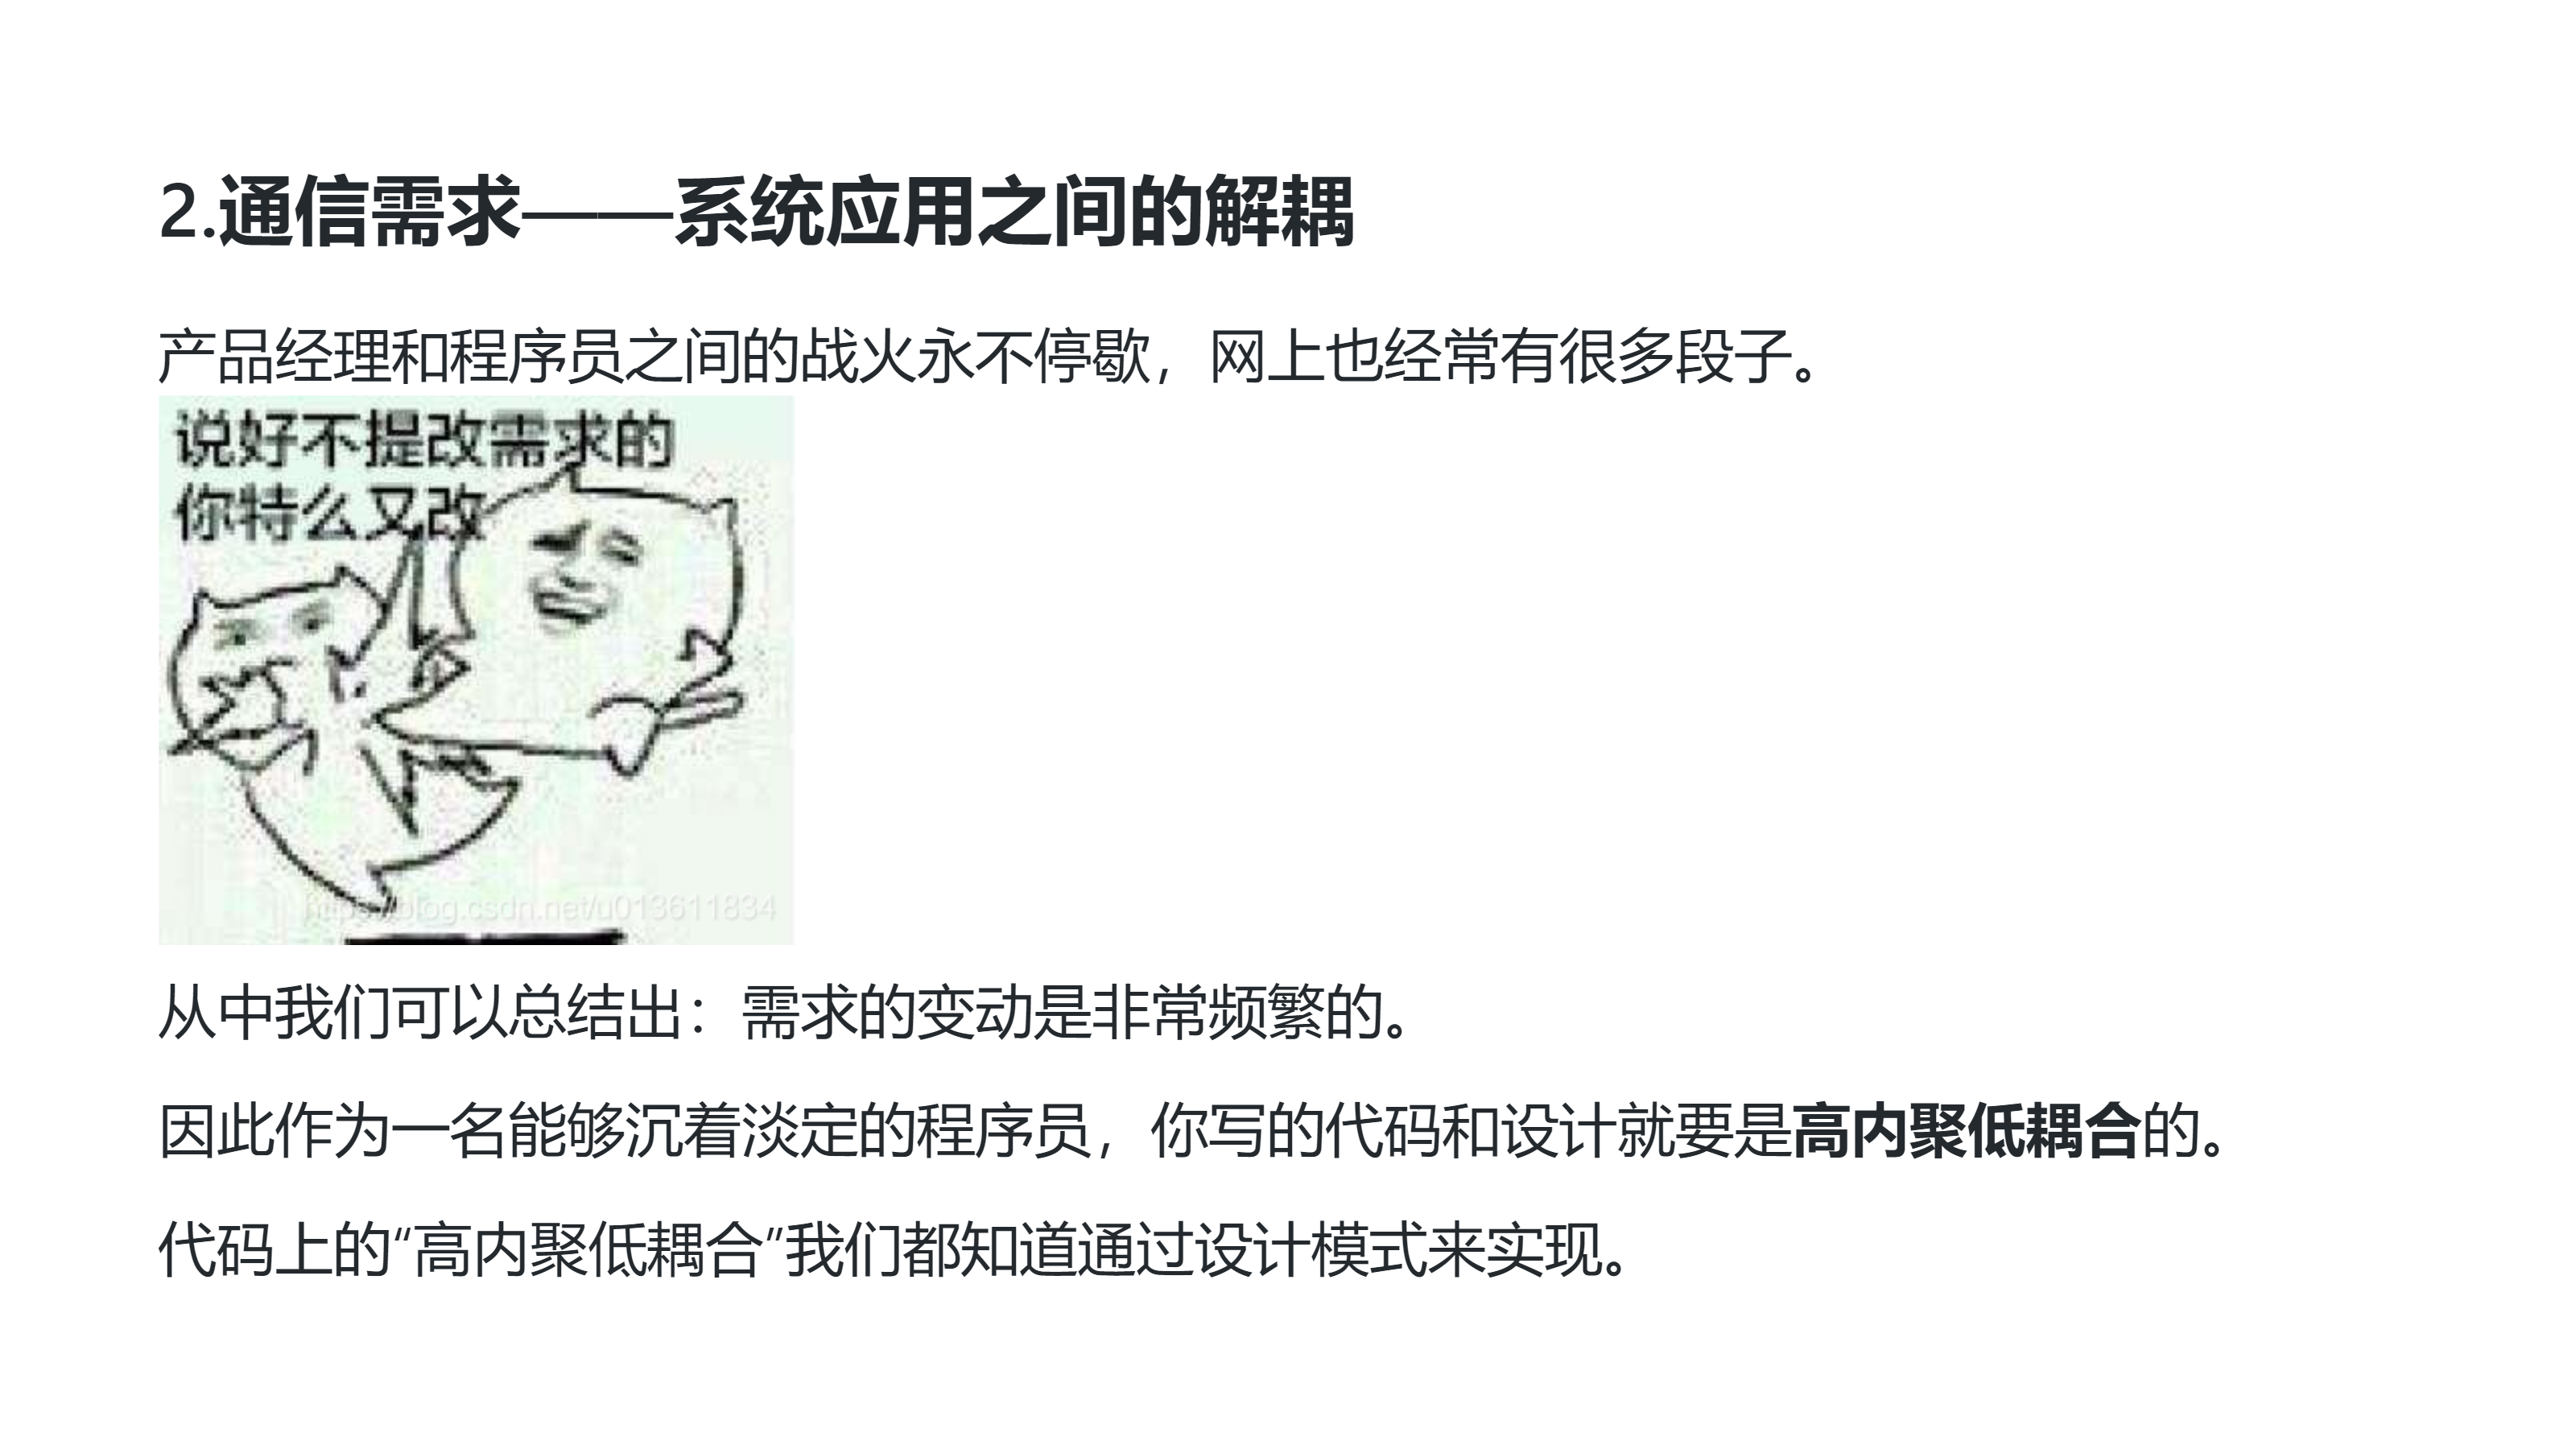 2.通信需求——系统应用之间的解耦
产品经理和程序员之间的战火永不停歇，网上也经常有很多段子。
说好不提改需求的
你特么又改
http://blog.csdn.net/u013611834
从中我们可以总结出：需求的变动是非常频繁的。
因此作为一名能够沉着淡定的程序员，你写的代码和设计就要是高内聚低耦合的。
代码上的“高内聚低耦合”我们都知道通过设计模式来实现。